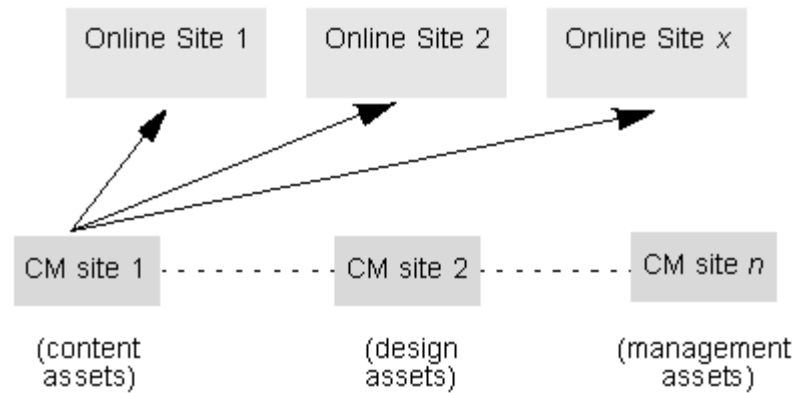 Online Site 1
Online Site 2
Online Site x
CM site 1
CM site 2
CM site n
(content
assets)
(design
assets)
(management
assets)